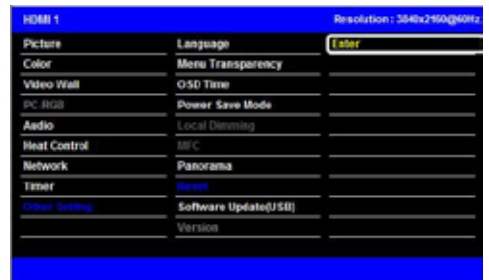 HDMI 1
Resolution : 3840x2160@60Hz
Picture
Language
Enter
Color
Menu Transparency
Video Wall
OSD Time
PC-RGB
Power Save Mode
Audio
Local Dimming
Heat Control
MFC
Network
Panorama
Timer
Reset
Other Setting
Software Update(USB)
Version